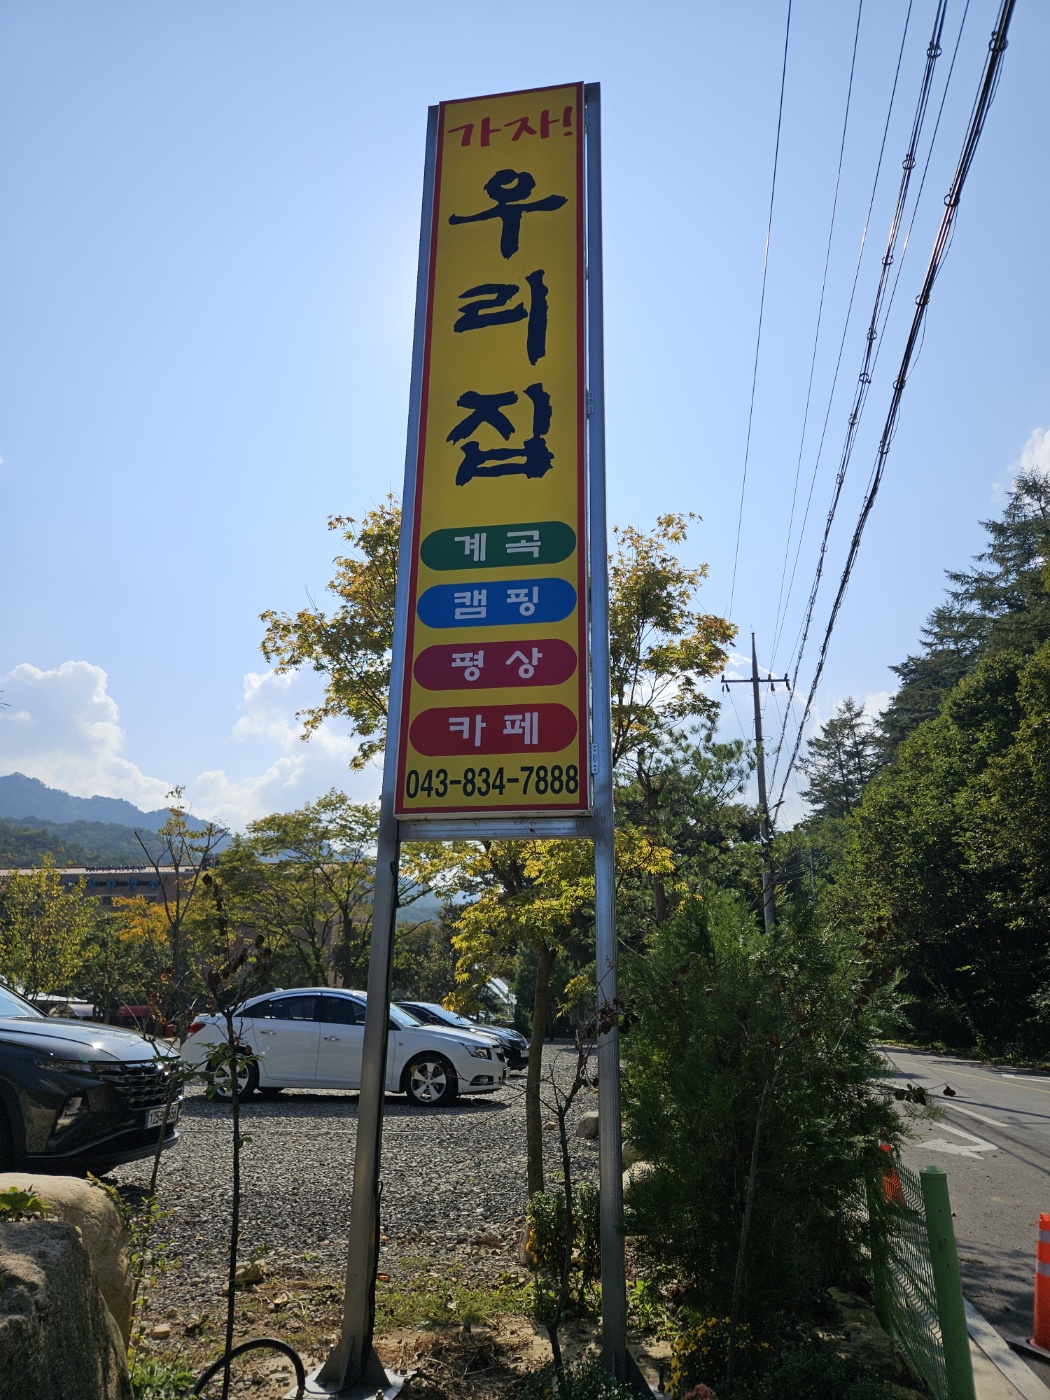 가자!
우리집
계곡
캠핑
평상
카페
043-834-7888